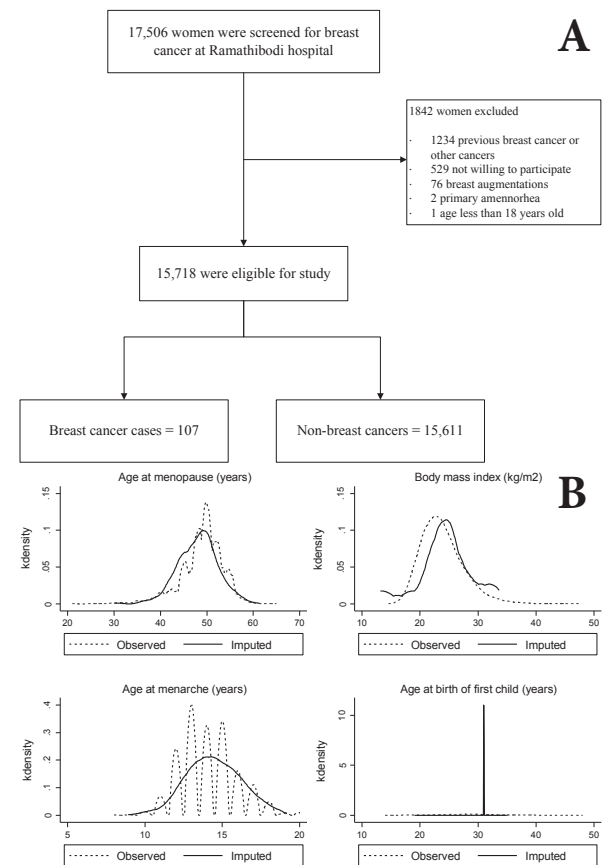 17,506 women were screened for breast
cancer at Ramathibodi hospital
A
1842 women excluded
· 1234 previous breast cancer or
other cancers
· 529 not willing to participate
· 76 breast augmentations
· 2 primary amennorhea
· 1 age less than 18 years old
15,718 were eligible for study
Breast cancer cases = 107
Non-breast cancers = 15,611
B
Age at menopause (years)
kdensity
0 .05 .1 .15
20 30 40 50 60 70
Observed Imputed
Body mass index (kg/m2)
kdensity
0 .05 .1 .15
10 20 30 40 50
Observed Imputed
Age at menarche (years)
kdensity
0 .1 .2 .3 .4
5 10 15 20
Observed Imputed
Age at birth of first child (years)
kdensity
0 5 10
10 20 30 40 50
Observed Imputed